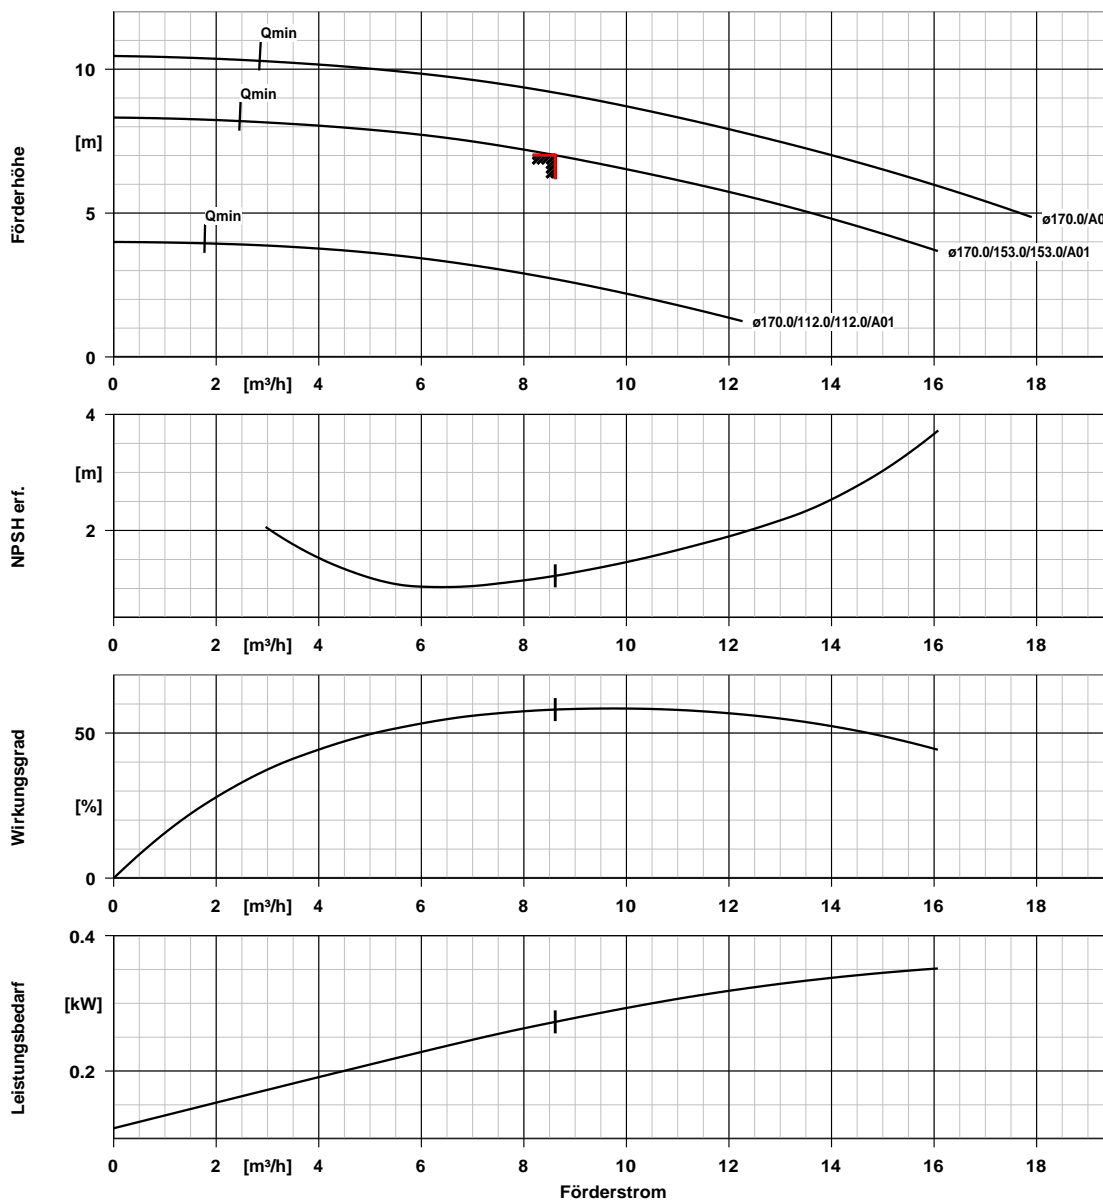 Qmin
10
Qmin
[m]
Förderhöhe
Qmin
5
ø170.0/A0
ø170.0/153.0/153.0/A01
ø170.0/112.0/112.0/A01
0
0 2 [m³/h] 4 6 8 10 12 14 16 18
4
[m]
NPSH erf.
2
0 2 [m³/h] 4 6 8 10 12 14 16 18
50
Wirkungsgrad
[%]
0
0 2 [m³/h] 4 6 8 10 12 14 16 18
0.4
[kW]
Leistungsbedarf
0.2
0 2 [m³/h] 4 6 8 10 12 14 16 18
Förderstrom